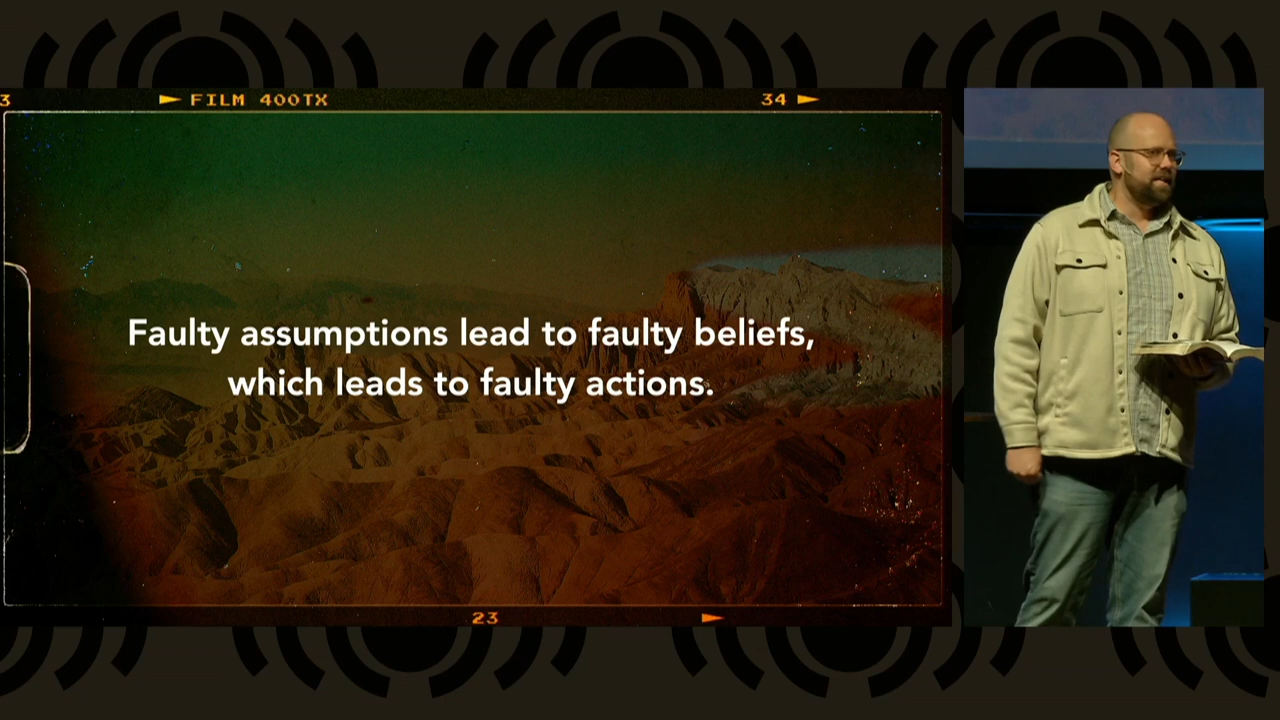 3
FILM 400TX
34
Faulty assumptions lead to faulty beliefs,
which leads to faulty actions.
23